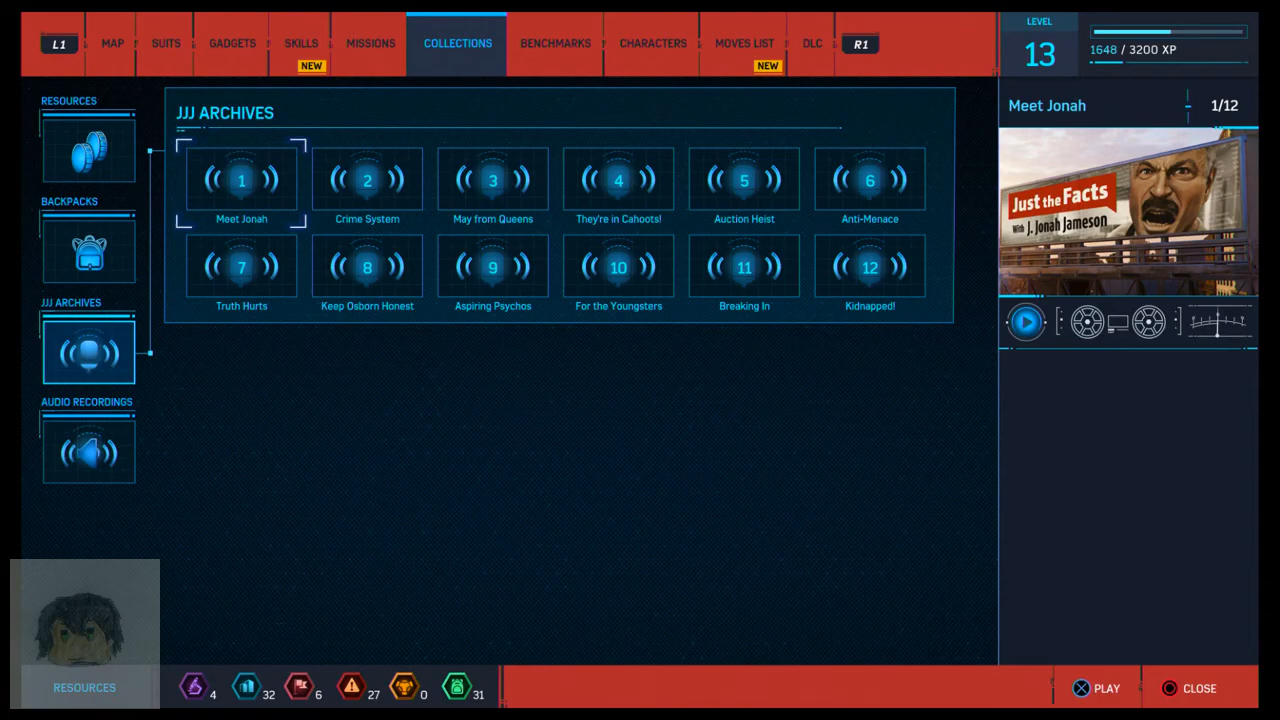 L1 MAP SUITS GADGETS SKILLS MISSIONS COLLECTIONS BENCHMARKS CHARACTERS MOVES LIST DLC R1
NEW NEW
LEVEL
13
1648 / 3200 XP
RESOURCES
BACKPACKS
JJJ ARCHIVES
AUDIO RECORDINGS
JJJ ARCHIVES
1 2 3 4 5 6
Meet Jonah Crime System May from Queens They're in Cahoots! Auction Heist Anti-Menace
7 8 9 10 11 12
Truth Hurts Keep Osborn Honest Aspiring Psychos For the Youngsters Breaking In Kidnapped!
Meet Jonah 1/12
Just the Facts
With J. Jonah Jameson
RESOURCES 4 32 6 27 0 31
PLAY CLOSE